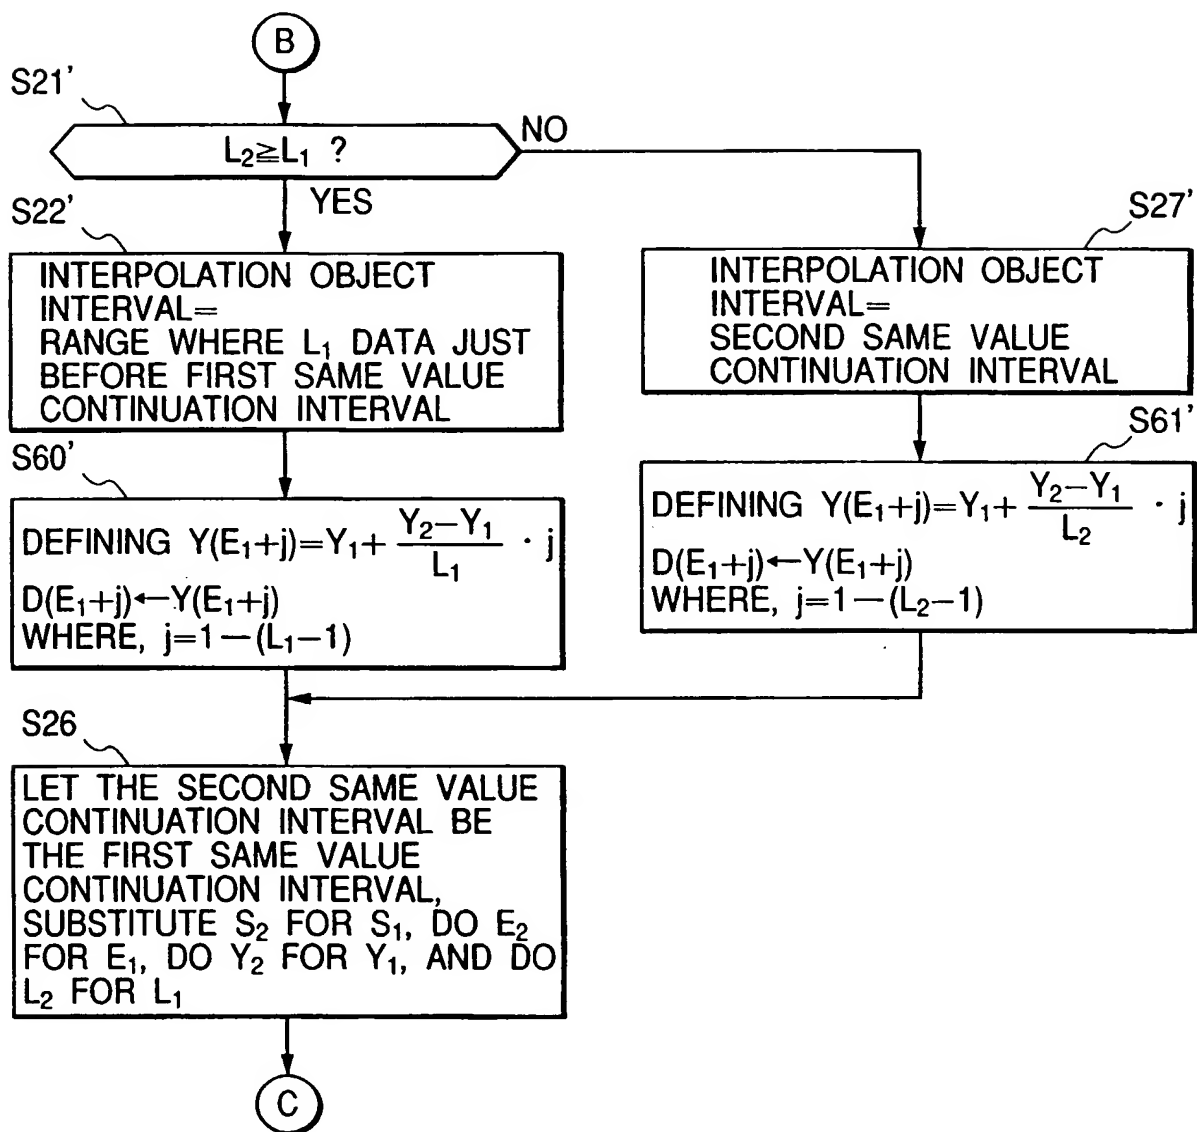 B
S21'
L₂≧L₁ ?
NO
YES
S22'
INTERPOLATION OBJECT
INTERVAL=
RANGE WHERE L₁ DATA JUST
BEFORE FIRST SAME VALUE
CONTINUATION INTERVAL
S27'
INTERPOLATION OBJECT
INTERVAL=
SECOND SAME VALUE
CONTINUATION INTERVAL
S60'
DEFINING Y(E₁+j)=Y₁+ (Y₂−Y₁)/L₁ · j
D(E₁+j)←Y(E₁+j)
WHERE, j=1—(L₁−1)
S61'
DEFINING Y(E₁+j)=Y₁+ (Y₂−Y₁)/L₂ · j
D(E₁+j)←Y(E₁+j)
WHERE, j=1—(L₂−1)
S26
LET THE SECOND SAME VALUE
CONTINUATION INTERVAL BE
THE FIRST SAME VALUE
CONTINUATION INTERVAL,
SUBSTITUTE S₂ FOR S₁, DO E₂
FOR E₁, DO Y₂ FOR Y₁, AND DO
L₂ FOR L₁
C